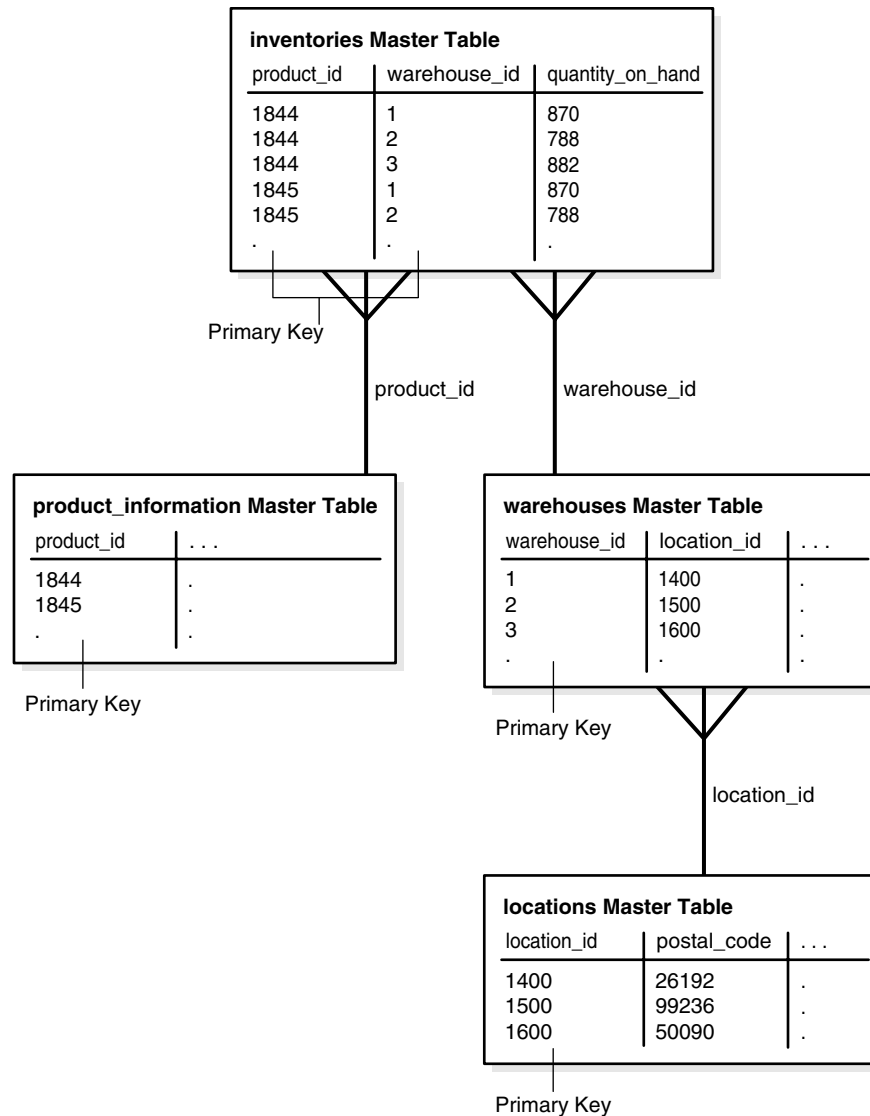 inventories Master Table
product_id warehouse_id quantity_on_hand
1844 1 870
1844 2 788
1844 3 882
1845 1 870
1845 2 788
. . .
Primary Key
product_id warehouse_id
product_information Master Table
product_id . . .
1844 .
1845 .
. .
Primary Key
warehouses Master Table
warehouse_id location_id . . .
1 1400 .
2 1500 .
3 1600 .
. . .
Primary Key
location_id
locations Master Table
location_id postal_code . . .
1400 26192 .
1500 99236 .
1600 50090 .
Primary Key